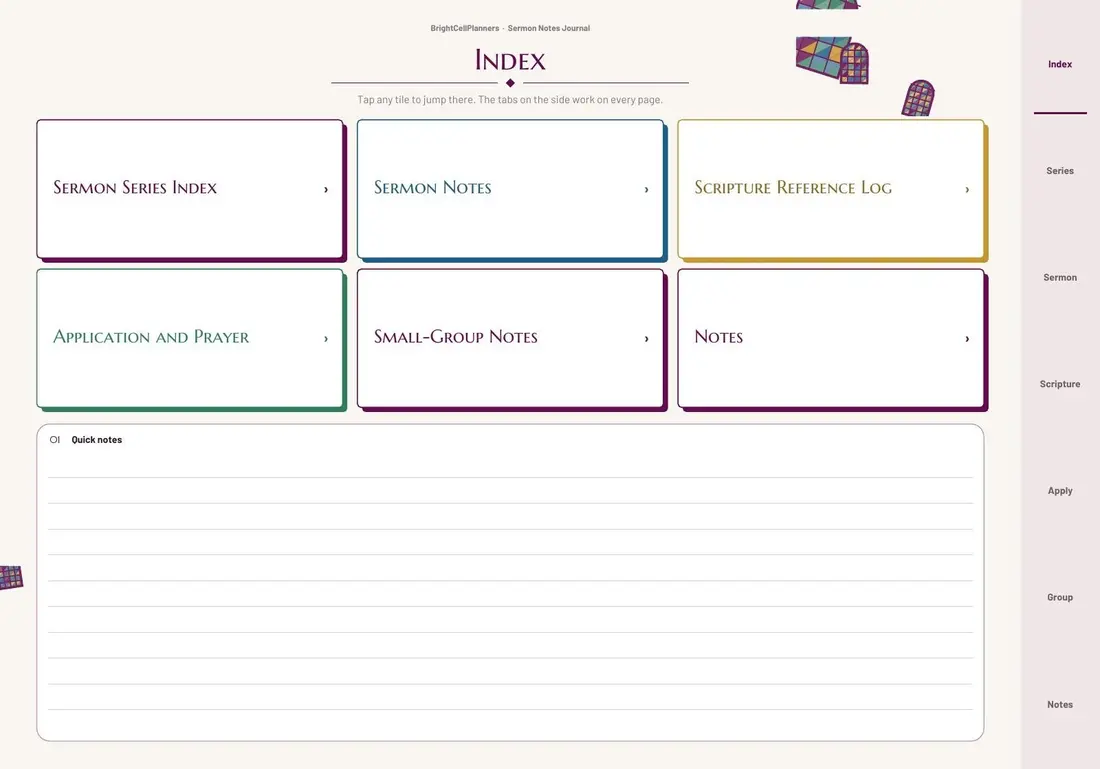 BrightCellPlanners · Sermon Notes Journal
Index
Tap any tile to jump there. The tabs on the side work on every page.
Sermon Series Index ›
Sermon Notes ›
Scripture Reference Log ›
Application and Prayer ›
Small-Group Notes ›
Notes ›
01 Quick notes
Index
Series
Sermon
Scripture
Apply
Group
Notes